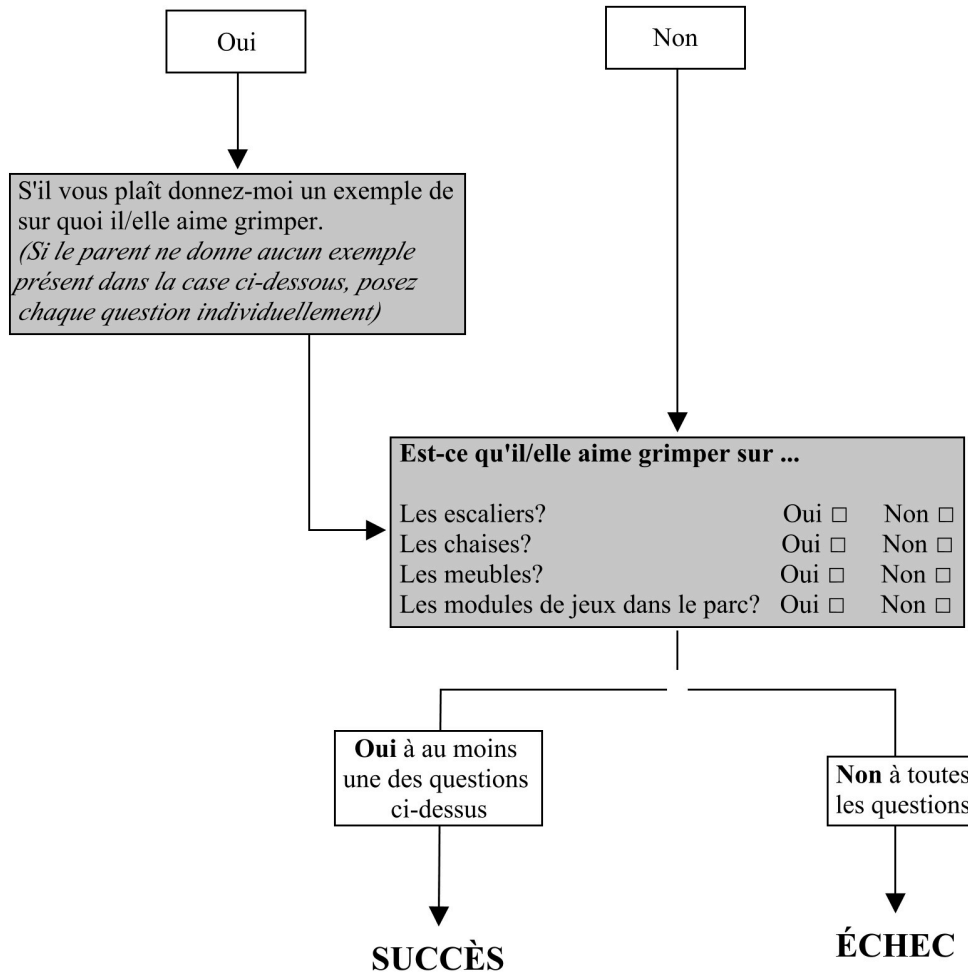 Oui
Non
S'il vous plaît donnez-moi un exemple de
sur quoi il/elle aime grimper.
(Si le parent ne donne aucun exemple
présent dans la case ci-dessous, posez
chaque question individuellement)
Est-ce qu'il/elle aime grimper sur ...
Les escaliers? Oui □ Non □
Les chaises? Oui □ Non □
Les meubles? Oui □ Non □
Les modules de jeux dans le parc? Oui □ Non □
Oui à au moins
une des questions
ci-dessus
Non à toutes
les questions
SUCCÈS
ÉCHEC